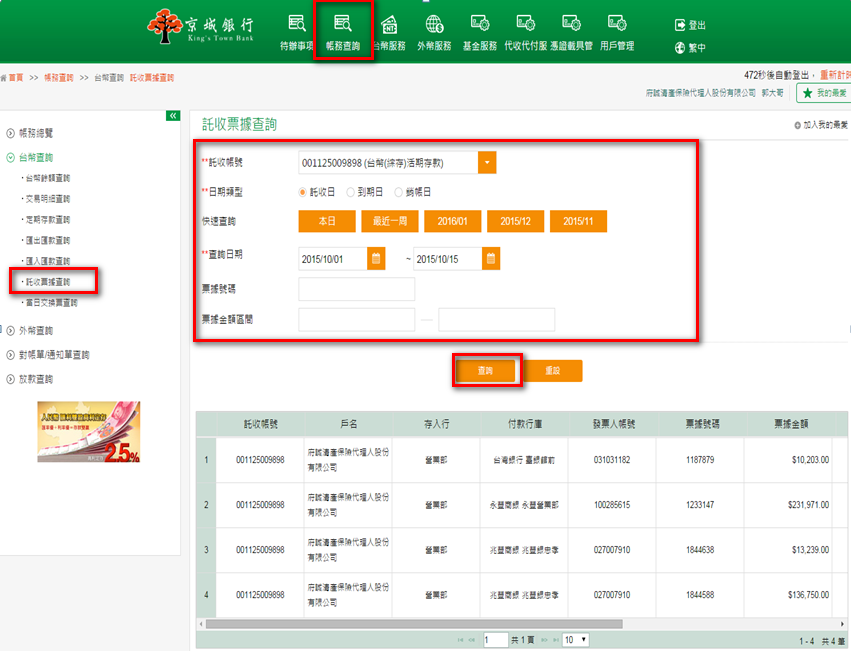 京城銀行
King's Town Bank
待辦事項 帳務查詢 台幣服務 外幣服務 基金服務 代收代付服 憑證載具管 用戶管理
登出
繁中
首頁 >> 帳務查詢 >> 台幣查詢 託收票據查詢
472秒後自動登出， 重新計時
府誠產保險代理人股份有限公司 郭大哥
我的最愛
«
託收票據查詢
加入我的最愛
帳務總覽
台幣查詢
·台幣餘額查詢
·交易明細查詢
·定期存款查詢
·匯出匯款查詢
·匯入匯款查詢
·託收票據查詢
·當日交換票查詢
外幣查詢
對帳單/通知單查詢
放款查詢
2.5%
**託收帳號 001125009898 (台幣(綜存)活期存款)
**日期類型 託收日 到期日 銷帳日
快速查詢 本日 最近一周 2016/01 2015/12 2015/11
**查詢日期 2015/10/01 ~ 2015/10/15
票據號碼
票據金額區間 —
查詢 重設
託收帳號 戶名 存入行 付款行庫 發票人帳號 票據號碼 票據金額
1 001125009898 府誠產保險代理人股份有限公司 營業部 台灣銀行 臺銀館前 031031182 1187879 $10,203.00
2 001125009898 府誠產保險代理人股份有限公司 營業部 永豐商銀 永豐營業部 100285615 1233147 $231,971.00
3 001125009898 府誠產保險代理人股份有限公司 營業部 兆豐商銀 兆豐銀忠孝 027007910 1844638 $13,239.00
4 001125009898 府誠產保險代理人股份有限公司 營業部 兆豐商銀 兆豐銀忠孝 027007910 1844588 $136,750.00
1 共 1 頁 10
1 - 4 共 4 筆